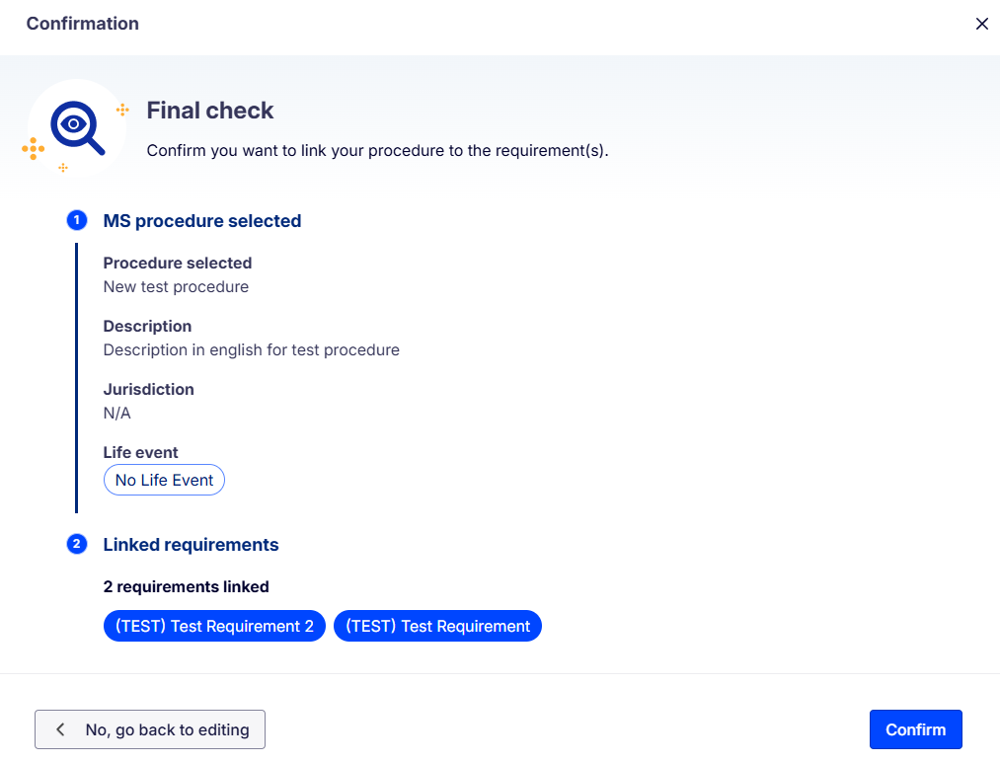 Confirmation
Final check
Confirm you want to link your procedure to the requirement(s).
1 MS procedure selected
Procedure selected
New test procedure
Description
Description in english for test procedure
Jurisdiction
N/A
Life event
No Life Event
2 Linked requirements
2 requirements linked
(TEST) Test Requirement 2 (TEST) Test Requirement
No, go back to editing Confirm